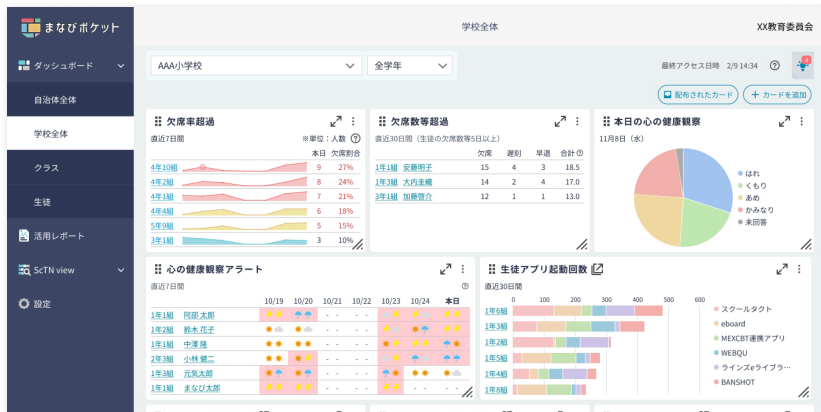 まなびポケット
学校全体
XX教育委員会
ダッシュボード
自治体全体
学校全体
クラス
生徒
活用レポート
ScTN view
設定
AAA小学校
全学年
最終アクセス日時 2/9 14:34
4
配布されたカード
+ カードを追加
欠席率超過
直近7日間
※単位：人数
本日 欠席割合
4年10組 9 27%
4年2組 8 24%
4年1組 7 21%
4年4組 6 18%
5年9組 5 15%
3年1組 3 10%
欠席数等超過
直近30日間（生徒の欠席数等5日以上）
欠席 遅刻 早退 合計
1年1組 安藤明子 15 4 3 18.5
1年3組 大内圭織 14 2 4 17.0
3年1組 加藤啓介 12 1 1 13.0
本日の心の健康観察
11月8日（水）
はれ
くもり
あめ
かみなり
未回答
心の健康観察アラート
直近7日間
10/19 10/20 10/21 10/22 10/23 10/24 本日
1年1組 阿部 太郎 - - - -
1年2組 鈴木 花子 - - - -
1年1組 中澤 隆 - - - -
2年3組 小林 健二 - - - -
1年3組 元気太郎 - - - -
1年1組 まなび太郎 - - - - - - - -
生徒アプリ起動回数
直近30日間
0 100 200 300 400 500 600
1年6組
1年3組
1年2組
1年5組
1年4組
1年8組
スクールタクト
eboard
MEXCBT連携アプリ
WEBQU
ラインズeライブラ…
BANSHOT